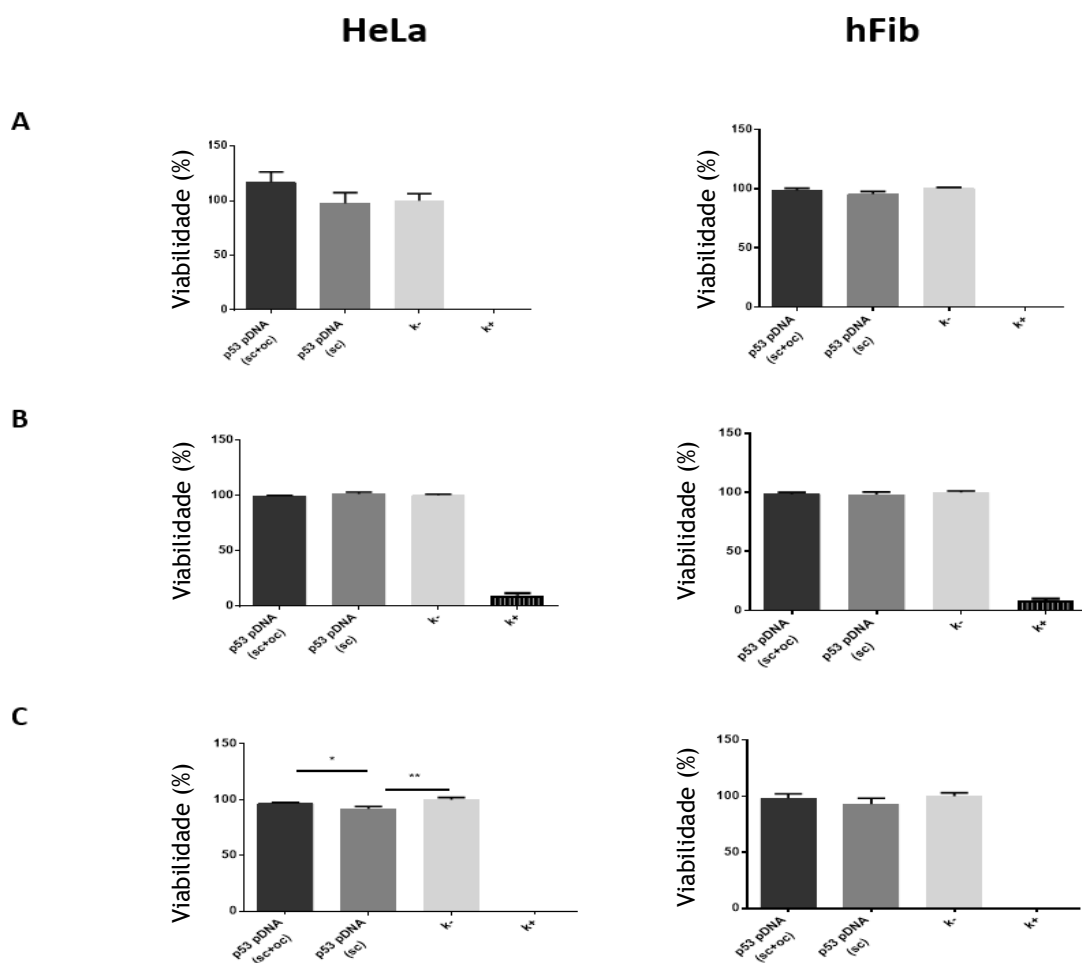 HeLa
hFib
A
Viabilidade (%)
150
100
50
0
p53 pDNA
(sc+oc)
p53 pDNA
(sc)
k-
k+
Viabilidade (%)
150
100
50
0
p53 pDNA
(sc+oc)
p53 pDNA
(sc)
k-
k+
B
Viabilidade (%)
150
100
50
0
p53 pDNA
(sc+oc)
p53 pDNA
(sc)
k-
k+
Viabilidade (%)
150
100
50
0
p53 pDNA
(sc+oc)
p53 pDNA
(sc)
k-
k+
C
Viabilidade (%)
150
100
50
0
*
**
p53 pDNA
(sc+oc)
p53 pDNA
(sc)
k-
k+
Viabilidade (%)
150
100
50
0
p53 pDNA
(sc+oc)
p53 pDNA
(sc)
k-
k+